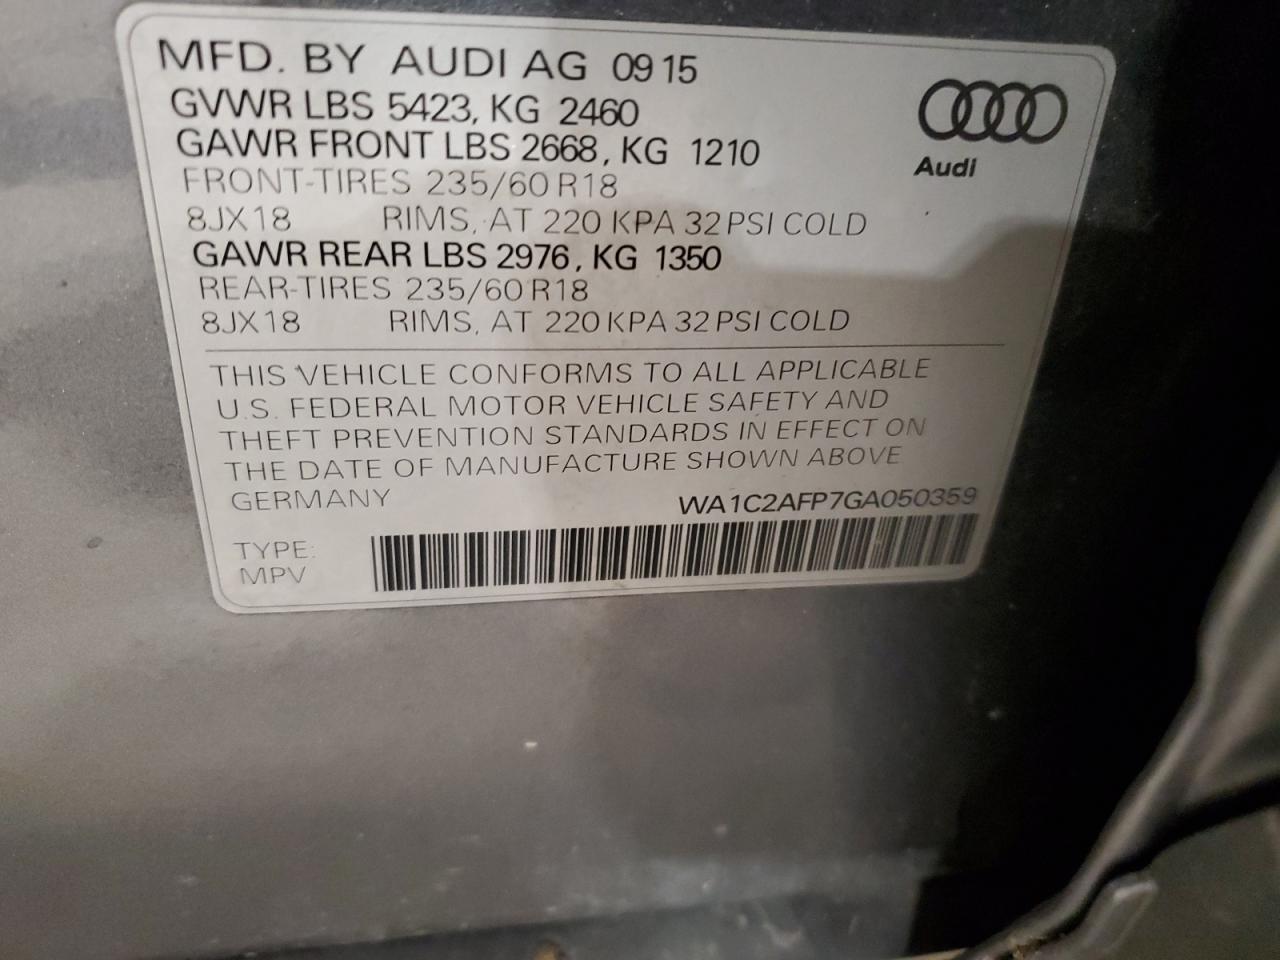 MFD. BY AUDI AG 09 15
GVWR LBS 5423, KG 2460
GAWR FRONT LBS 2668, KG 1210
FRONT-TIRES 235/60 R18
8JX18 RIMS, AT 220 KPA 32 PSI COLD
GAWR REAR LBS 2976, KG 1350
REAR-TIRES 235/60 R18
8JX18 RIMS, AT 220 KPA 32 PSI COLD
Audi
THIS VEHICLE CONFORMS TO ALL APPLICABLE
U.S. FEDERAL MOTOR VEHICLE SAFETY AND
THEFT PREVENTION STANDARDS IN EFFECT ON
THE DATE OF MANUFACTURE SHOWN ABOVE
GERMANY WA1C2AFP7GA050359
TYPE:
MPV